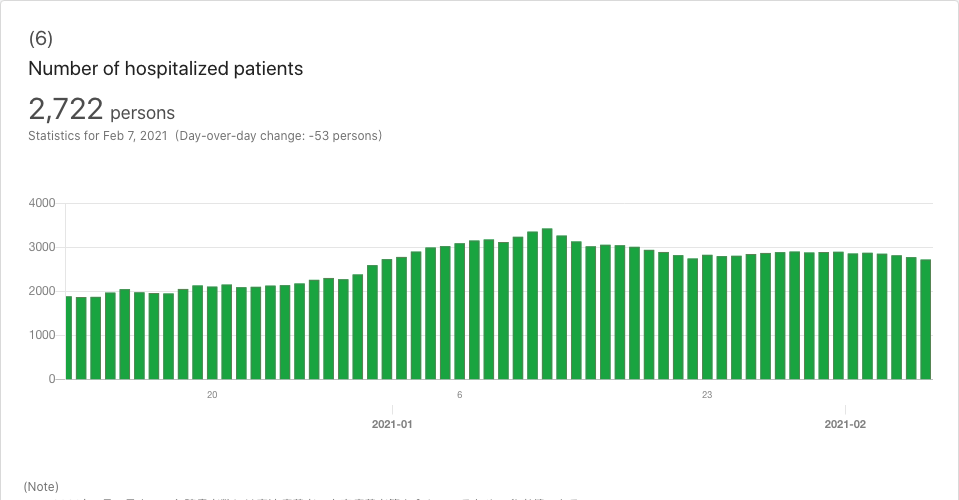 (6)
Number of hospitalized patients
2,722 persons
Statistics for Feb 7, 2021 (Day-over-day change: -53 persons)
4000
3000
2000
1000
0
20
6
23
2021-01
2021-02
(Note)